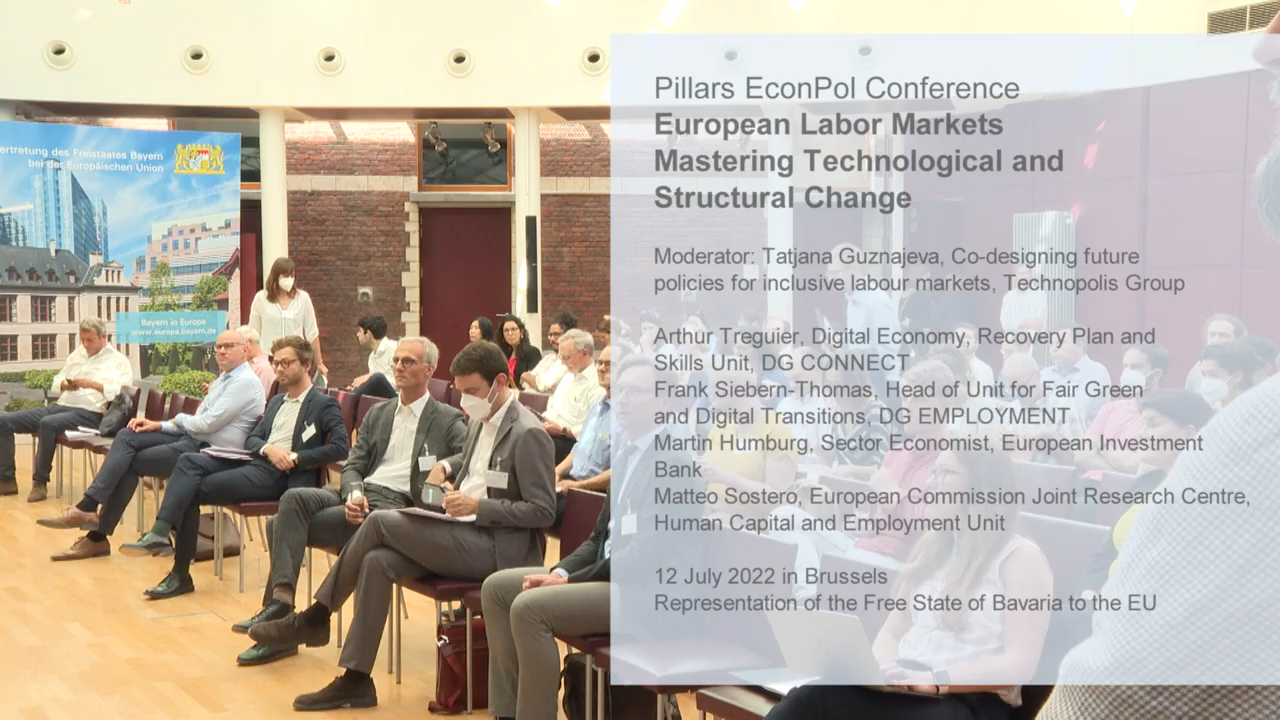 ertretung des Freistaates Bayern
bei der Europäischen Union
Bayern in Europa
www.europa.bayern.de
Pillars EconPol Conference
European Labor Markets
Mastering Technological and
Structural Change
Moderator: Tatjana Guznajeva, Co-designing future
policies for inclusive labour markets, Technopolis Group
Arthur Treguier, Digital Economy, Recovery Plan and
Skills Unit, DG CONNECT
Frank Siebern-Thomas, Head of Unit for Fair Green
and Digital Transitions, DG EMPLOYMENT
Martin Humburg, Sector Economist, European Investment
Bank
Matteo Sostero, European Commission Joint Research Centre,
Human Capital and Employment Unit
12 July 2022 in Brussels
Representation of the Free State of Bavaria to the EU